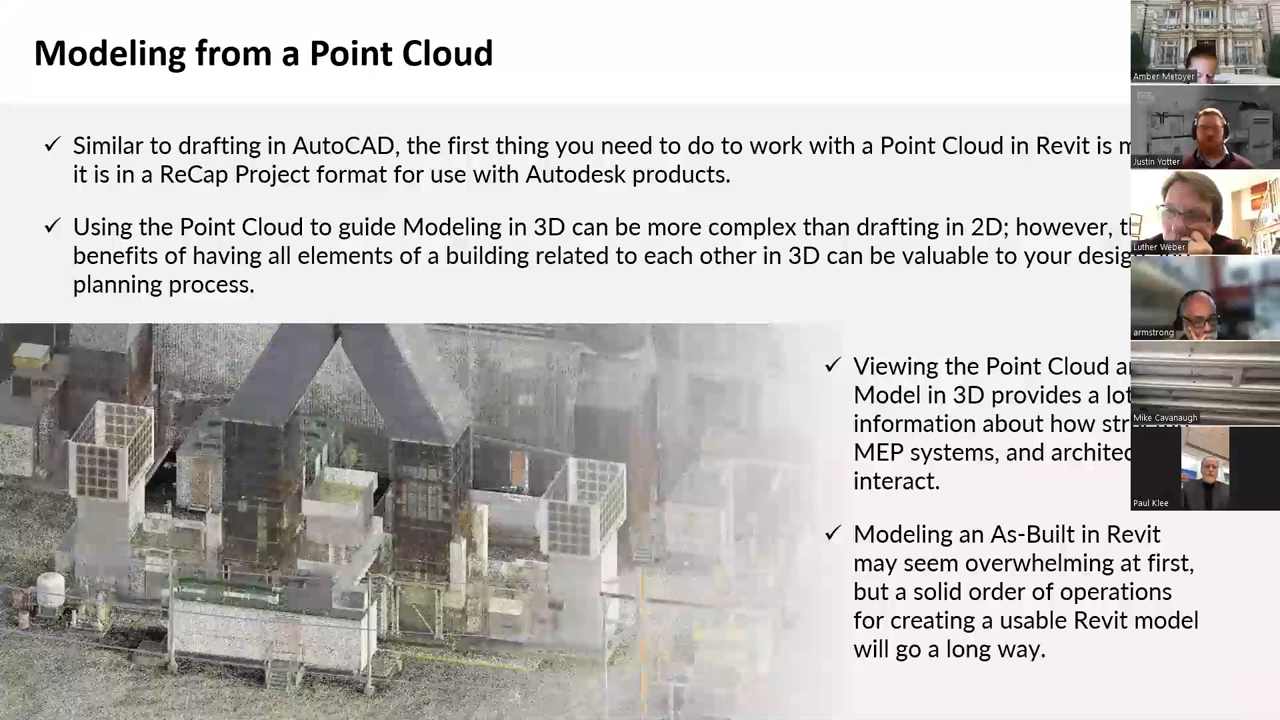 Modeling from a Point Cloud
✓ Similar to drafting in AutoCAD, the first thing you need to do to work with a Point Cloud in Revit is
it is in a ReCap Project format for use with Autodesk products.
✓ Using the Point Cloud to guide Modeling in 3D can be more complex than drafting in 2D; however,
benefits of having all elements of a building related to each other in 3D can be valuable to your
planning process.
✓ Viewing the Point Cloud
Model in 3D provides a lot
information about how
MEP systems, and
interact.
✓ Modeling an As-Built in Revit
may seem overwhelming at first,
but a solid order of operations
for creating a usable Revit model
will go a long way.
Amber Metoyer
Justin Yotter
Luther Weber
armstrong
Mike Cavanaugh
Paul Klee